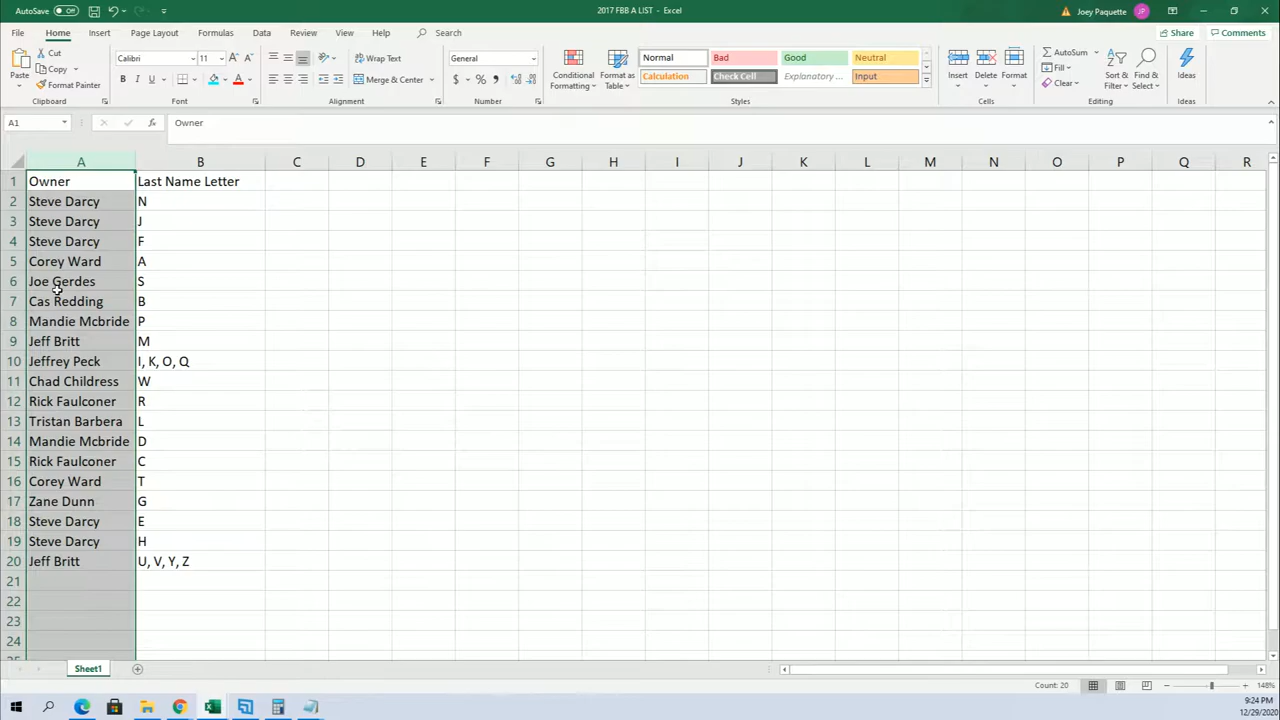 AutoSave Off
2017 FBB A LIST - Excel
Joey Paquette JP
File Home Insert Page Layout Formulas Data Review View Help Search Share Comments
Paste
Cut
Copy
Format Painter
Clipboard
Calibri 11
B I U
Font
Wrap Text
Merge & Center
Alignment
General
$ % ,
Number
Conditional Formatting
Format as Table
Normal Bad Good Neutral
Calculation Check Cell Explanatory ... Input
Styles
Insert Delete Format
Cells
AutoSum
Fill
Clear
Sort & Filter
Find & Select
Editing
Ideas
Ideas
A1 fx Owner
A B C D E F G H I J K L M N O P Q R
1 Owner Last Name Letter
2 Steve Darcy N
3 Steve Darcy J
4 Steve Darcy F
5 Corey Ward A
6 Joe Gerdes S
7 Cas Redding B
8 Mandie Mcbride P
9 Jeff Britt M
10 Jeffrey Peck I, K, O, Q
11 Chad Childress W
12 Rick Faulconer R
13 Tristan Barbera L
14 Mandie Mcbride D
15 Rick Faulconer C
16 Corey Ward T
17 Zane Dunn G
18 Steve Darcy E
19 Steve Darcy H
20 Jeff Britt U, V, Y, Z
21
22
23
24
Sheet1
Count: 20
148%
9:24 PM
12/29/2020